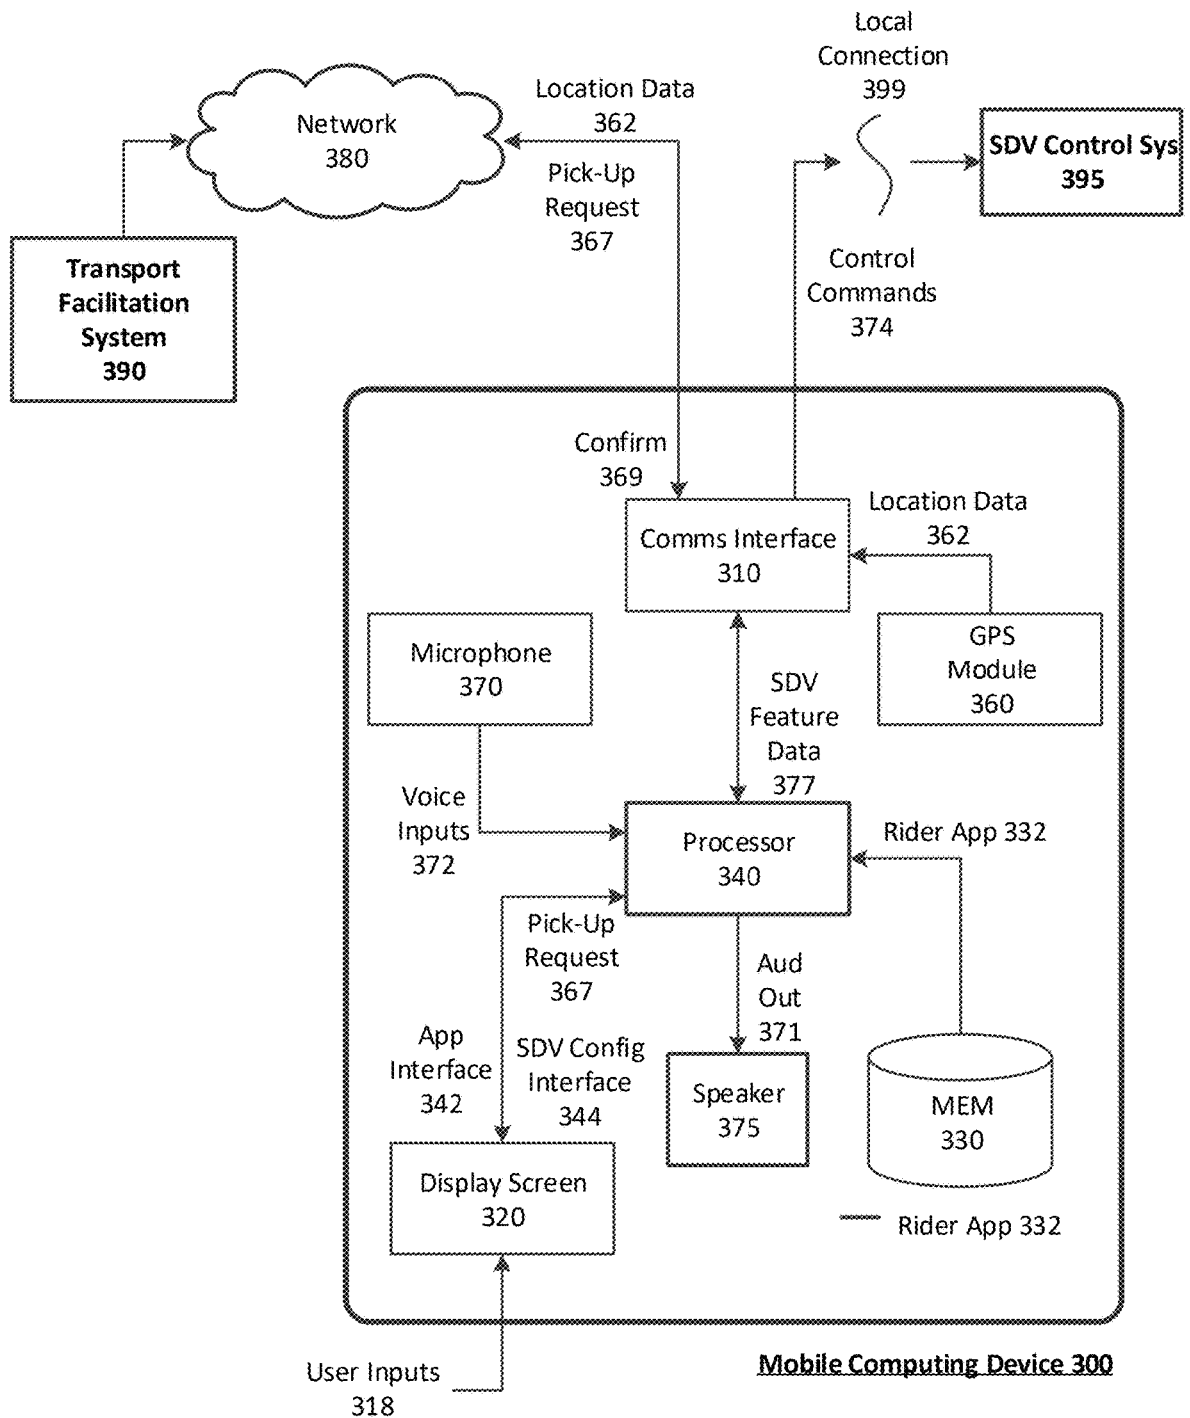 Local
Connection
399
Location Data
362
Network
380
SDV Control Sys
395
Pick-Up
Request
367
Transport
Facilitation
System
390
Control
Commands
374
Confirm
369
Location Data
362
Comms Interface
310
Microphone
370
GPS
Module
360
SDV
Feature
Data
377
Voice
Inputs
372
Processor
340
Rider App 332
Pick-Up
Request
367
Aud
Out
371
App
Interface
342
SDV Config
Interface
344
Speaker
375
MEM
330
Display Screen
320
Rider App 332
Mobile Computing Device 300
User Inputs
318